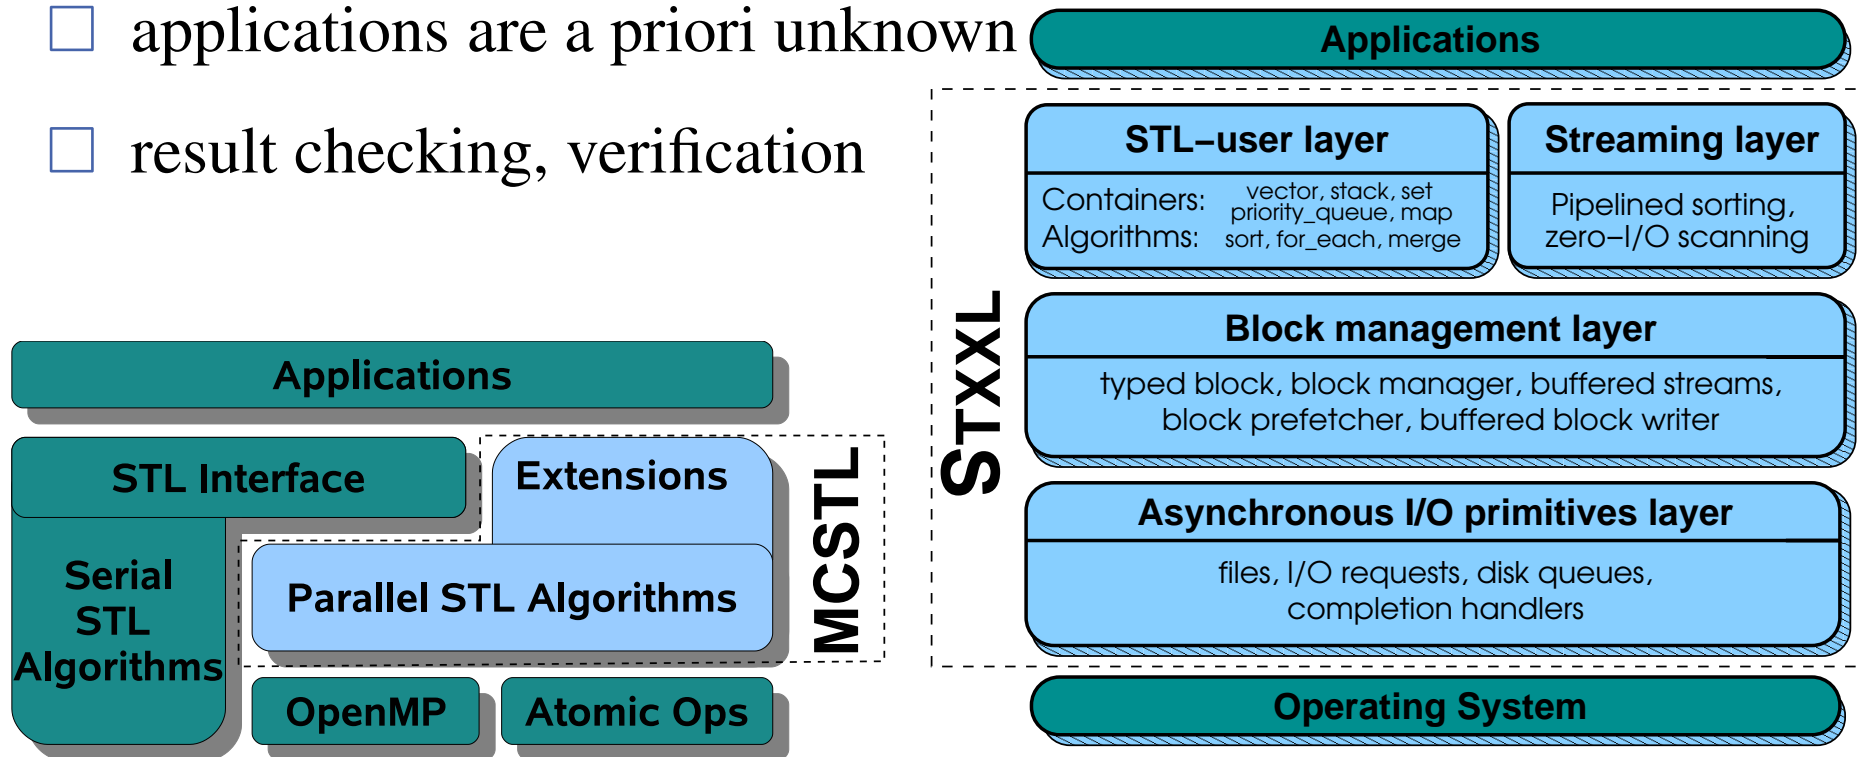 applications are a priori unknown
result checking, verification
Applications
STL Interface
Extensions
Serial
STL
Algorithms
Parallel STL Algorithms
MCSTL
OpenMP
Atomic Ops
Applications
STXXL
STL–user layer
Containers: vector, stack, set
priority_queue, map
Algorithms: sort, for_each, merge
Streaming layer
Pipelined sorting,
zero–I/O scanning
Block management layer
typed block, block manager, buffered streams,
block prefetcher, buffered block writer
Asynchronous I/O primitives layer
files, I/O requests, disk queues,
completion handlers
Operating System